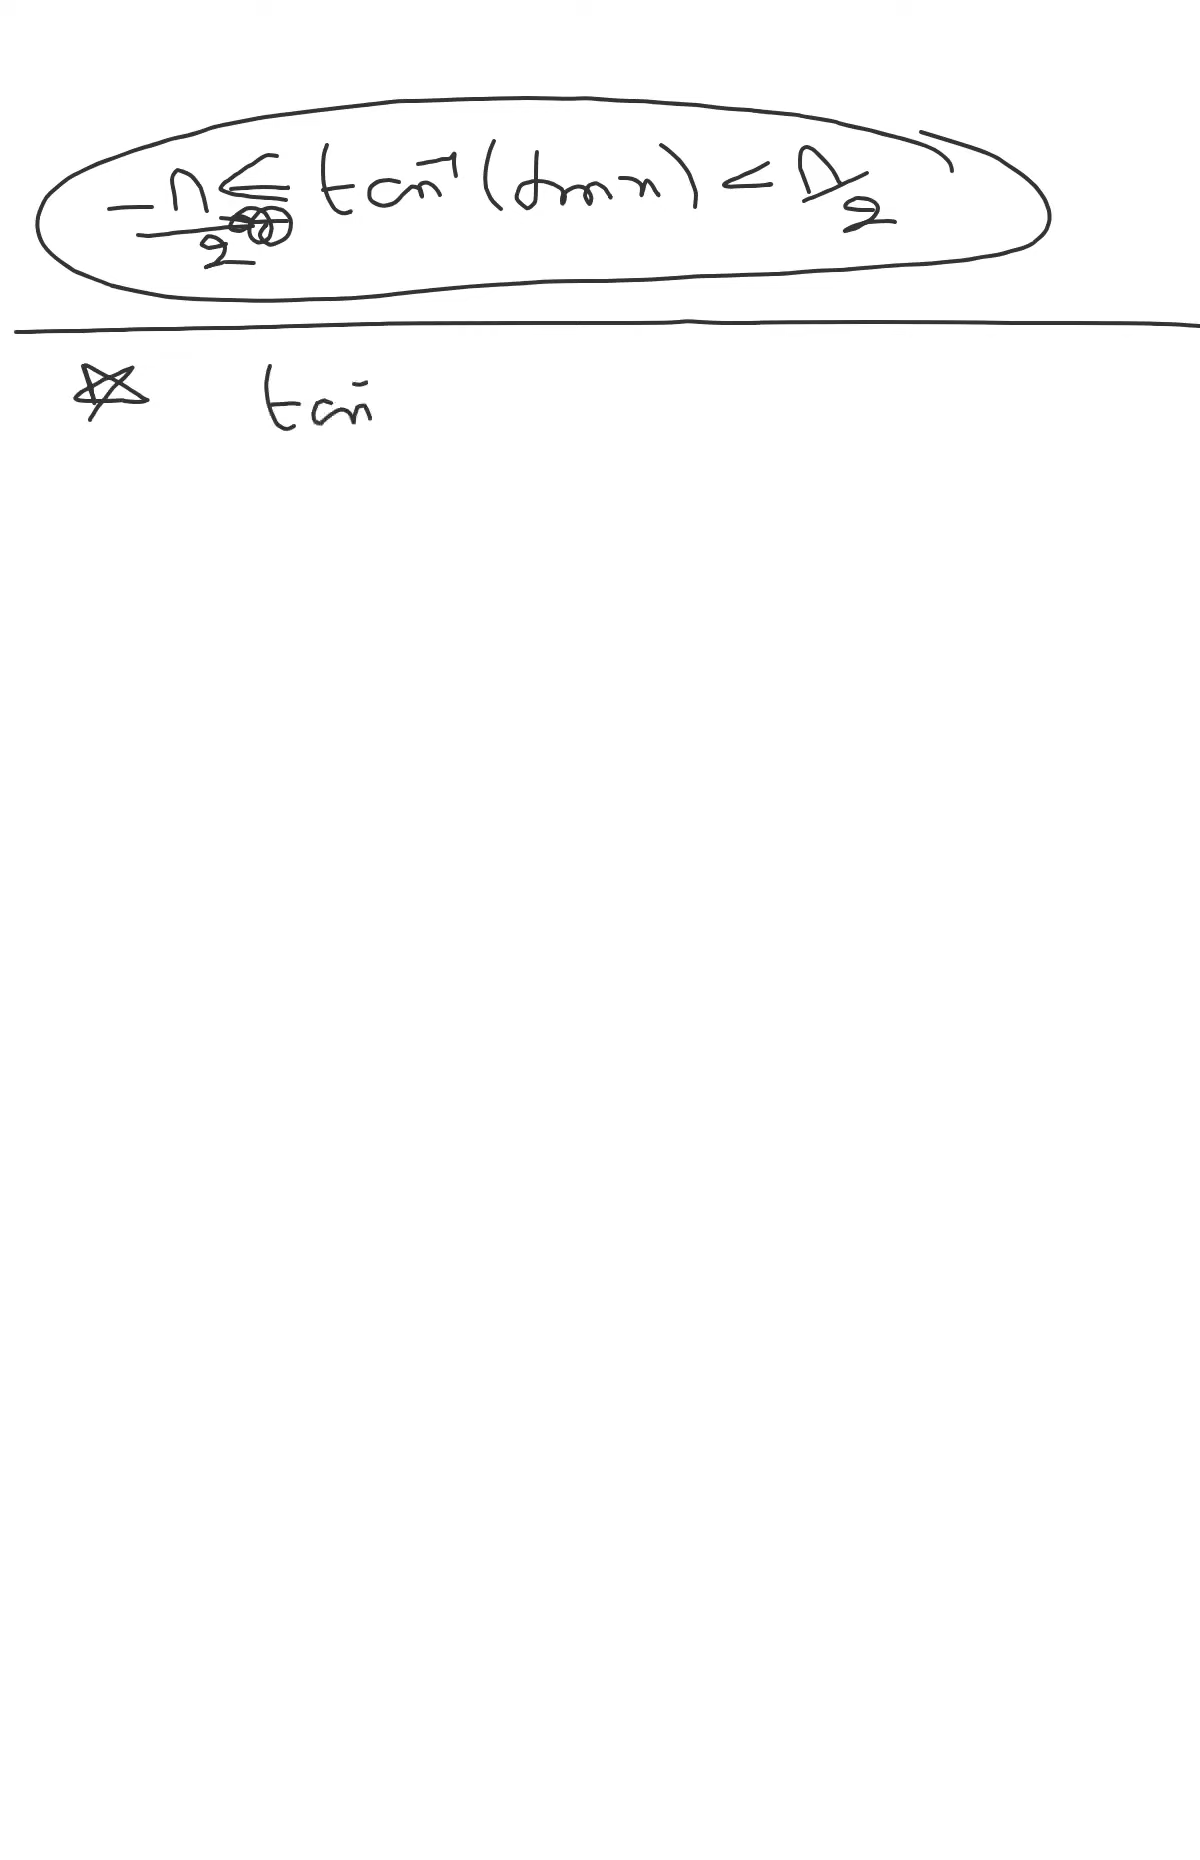 -π/2 ≤ tan⁻¹(tan x) < π/2
☆ tan⁻